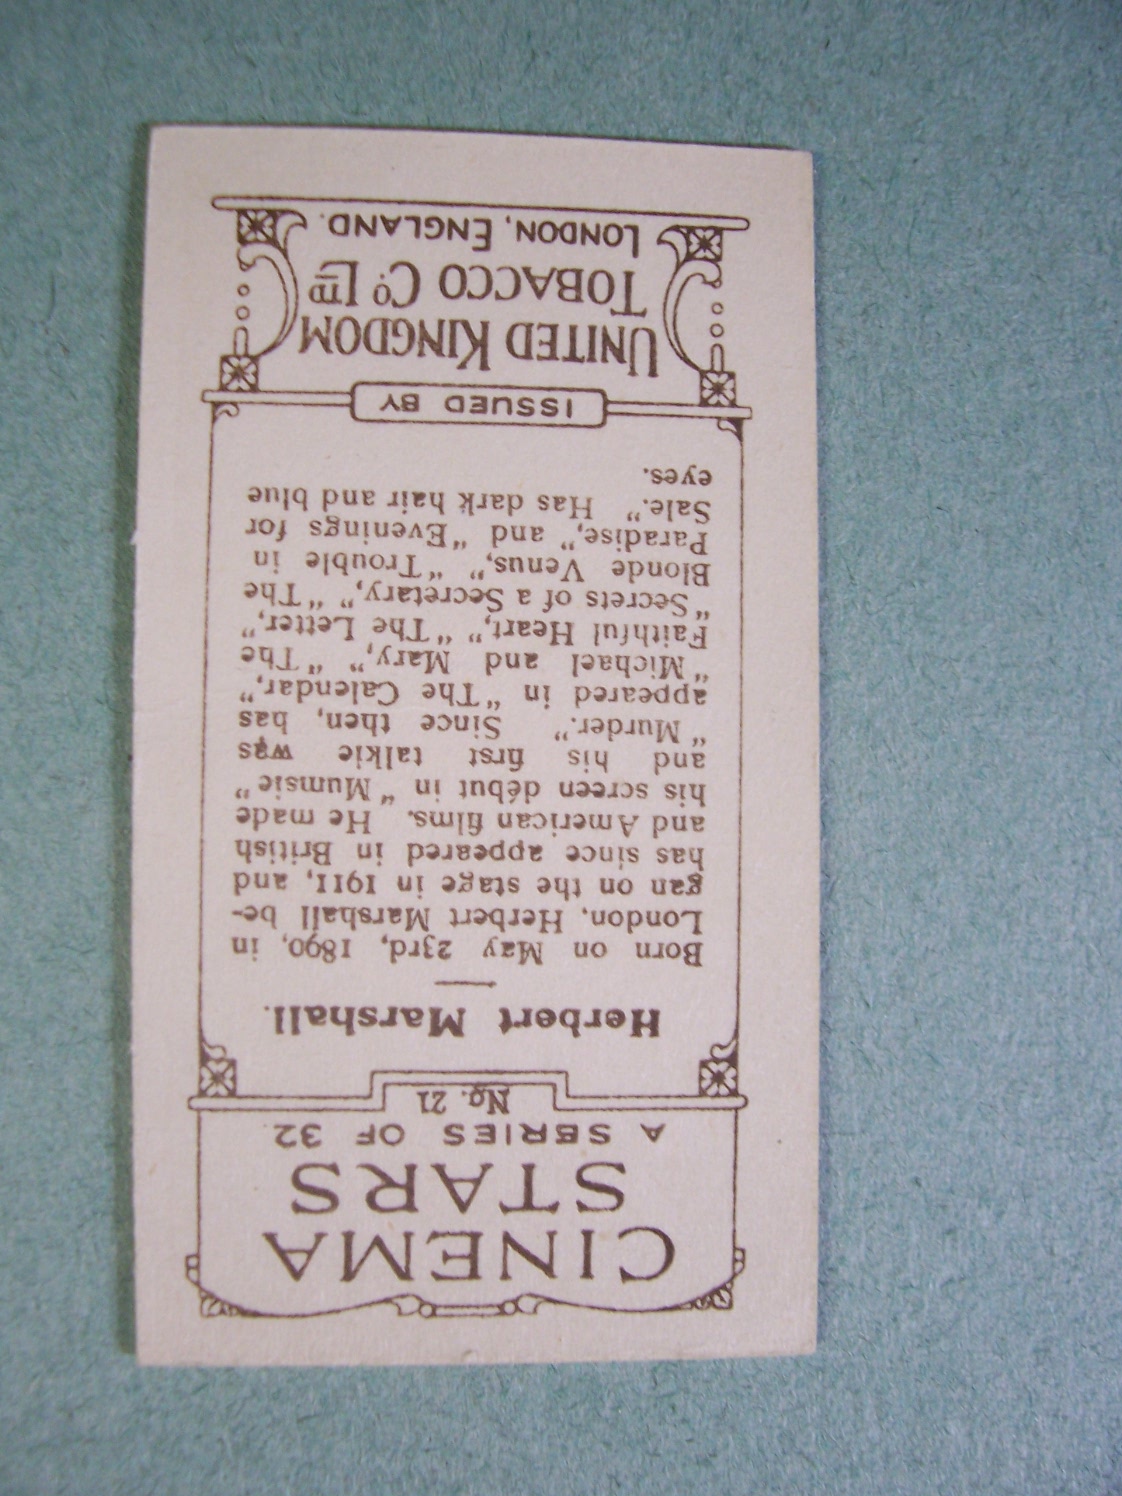 CINEMA
STARS
A SERIES OF 32.
No. 21
Herbert Marshall.
Born on May 23rd, 1890, in
London, Herbert Marshall be-
gan on the stage in 1911, and
has since appeared in British
and American films. He made
his screen début in "Mumsie"
and his first talkie was
"Murder." Since then, has
appeared in "The Calendar,"
"Michael and Mary," "The
Faithful Heart," "The Letter,"
"Secrets of a Secretary," "The
Blonde Venus," "Trouble in
Paradise," and "Evenings for
Sale." Has dark hair and blue
eyes.
ISSUED BY
UNITED KINGDOM
TOBACCO CO. LTD
LONDON, ENGLAND.